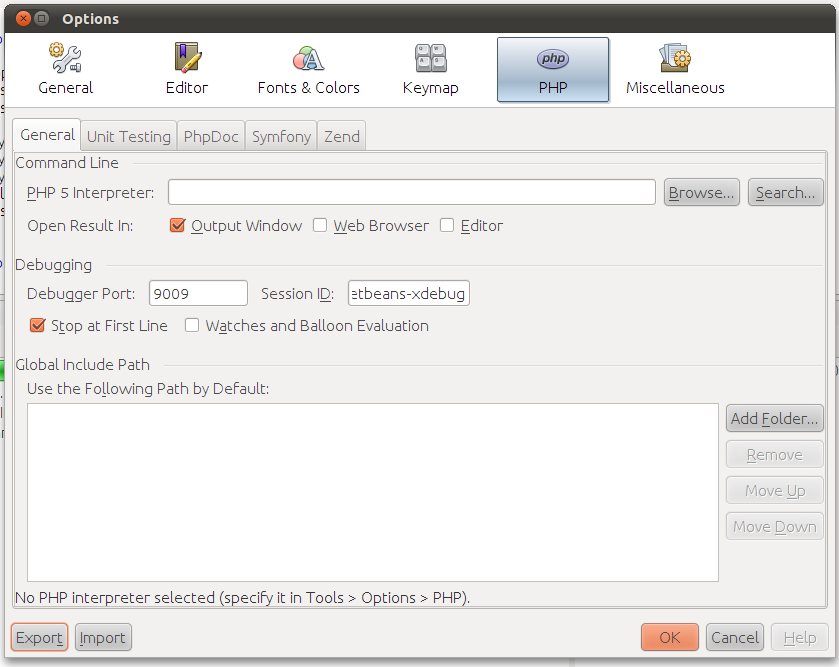 Options
General Editor Fonts & Colors Keymap PHP Miscellaneous
php
General Unit Testing PhpDoc Symfony Zend
Command Line
PHP 5 Interpreter: Browse... Search...
Open Result In: Output Window Web Browser Editor
Debugging
Debugger Port: 9009 Session ID: etbeans-xdebug
Stop at First Line Watches and Balloon Evaluation
Global Include Path
Use the Following Path by Default:
Add Folder...
Remove
Move Up
Move Down
No PHP interpreter selected (specify it in Tools > Options > PHP).
Export Import OK Cancel Help